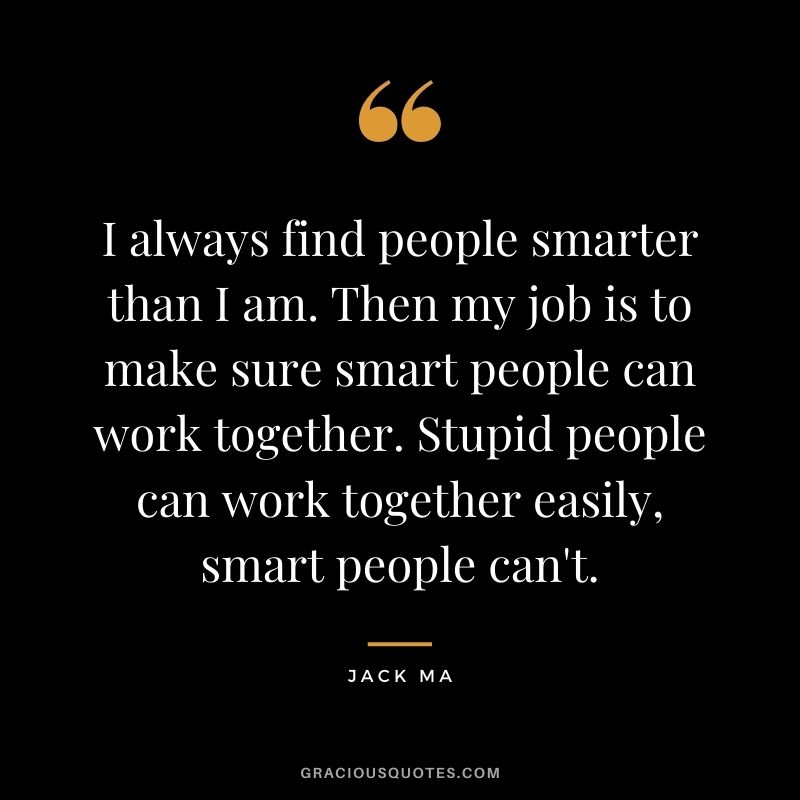 “
I always find people smarter
than I am. Then my job is to
make sure smart people can
work together. Stupid people
can work together easily,
smart people can't.
JACK MA
GRACIOUSQUOTES.COM